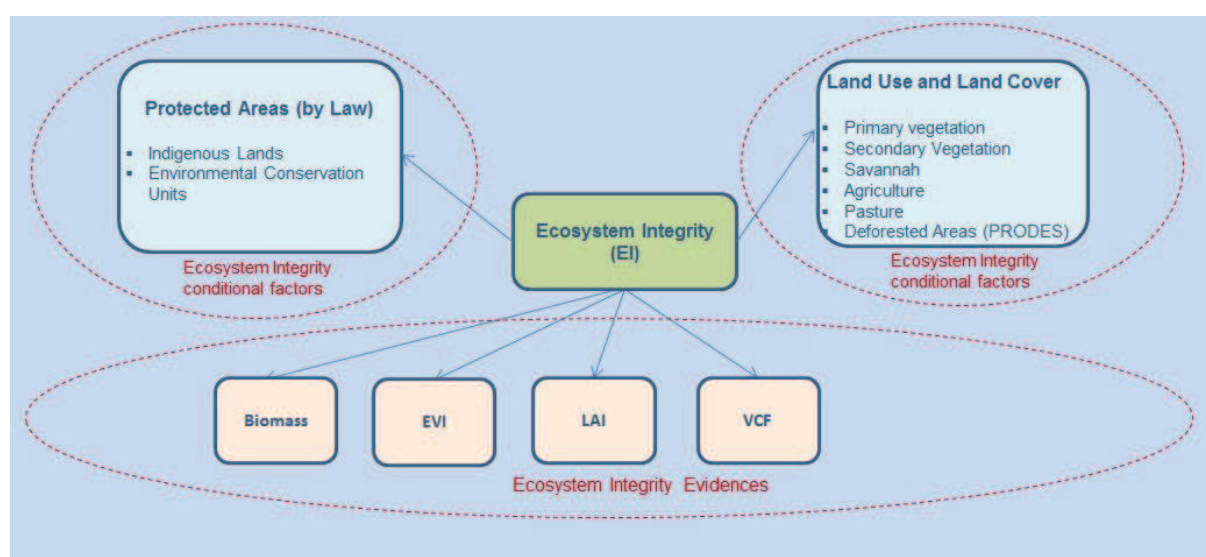 Protected Areas (by Law)
▪ Indigenous Lands
▪ Environmental Conservation
Units
Ecosystem Integrity
conditional factors
Land Use and Land Cover
▪ Primary vegetation
▪ Secondary Vegetation
▪ Savannah
▪ Agriculture
▪ Pasture
▪ Deforested Areas (PRODES)
Ecosystem Integrity
conditional factors
Ecosystem Integrity
(EI)
Biomass
EVI
LAI
VCF
Ecosystem Integrity Evidences